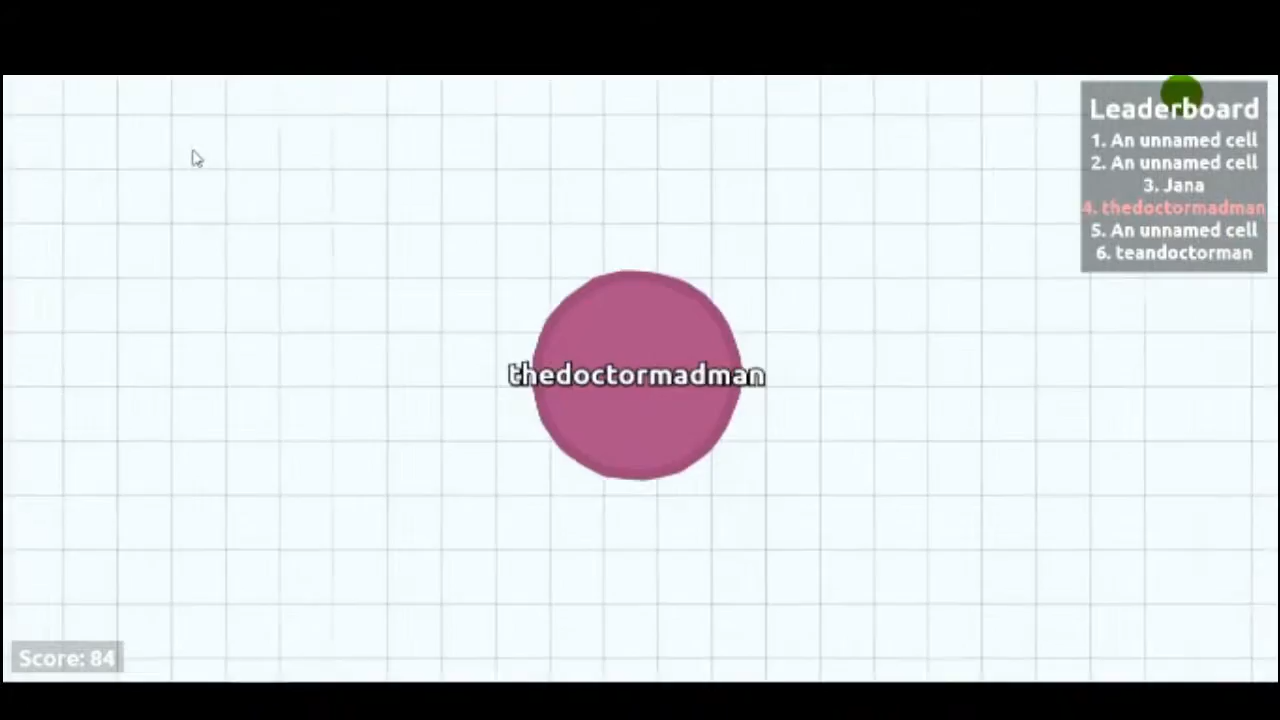 Leaderboard
1. An unnamed cell
2. An unnamed cell
3. Jana
4. thedoctormadman
5. An unnamed cell
6. teandoctorman
thedoctormadman
Score: 84